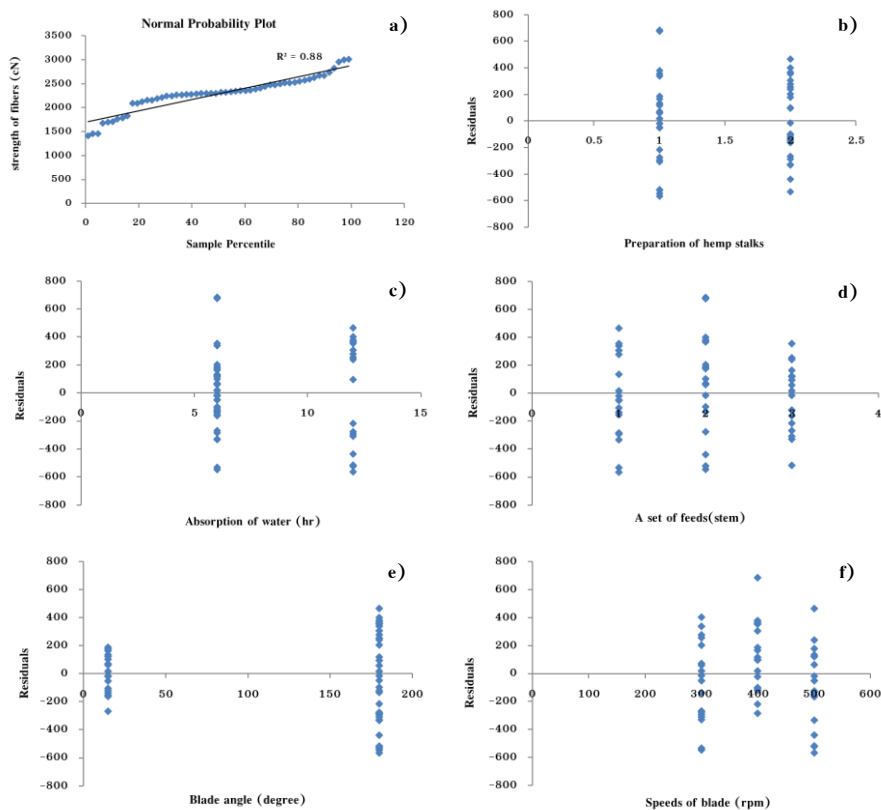 Normal Probability Plot
a)
R² = 0.88
3500
3000
2500
2000
1500
1000
500
0
0 20 40 60 80 100 120
strength of fibers (cN)
Sample Percentile
b)
800
600
400
200
0
-200
-400
-600
-800
0 0.5 1 1.5 2 2.5
Residuals
Preparation of hemp stalks
c)
800
600
400
200
0
-200
-400
-600
-800
0 5 10 15
Residuals
Absorption of water (hr)
d)
800
600
400
200
0
-200
-400
-600
-800
0 1 2 3 4
Residuals
A set of feeds(stem)
e)
800
600
400
200
0
-200
-400
-600
-800
0 50 100 150 200
Residuals
Blade angle (degree)
f)
800
600
400
200
0
-200
-400
-600
-800
0 100 200 300 400 500 600
Residuals
Speeds of blade (rpm)